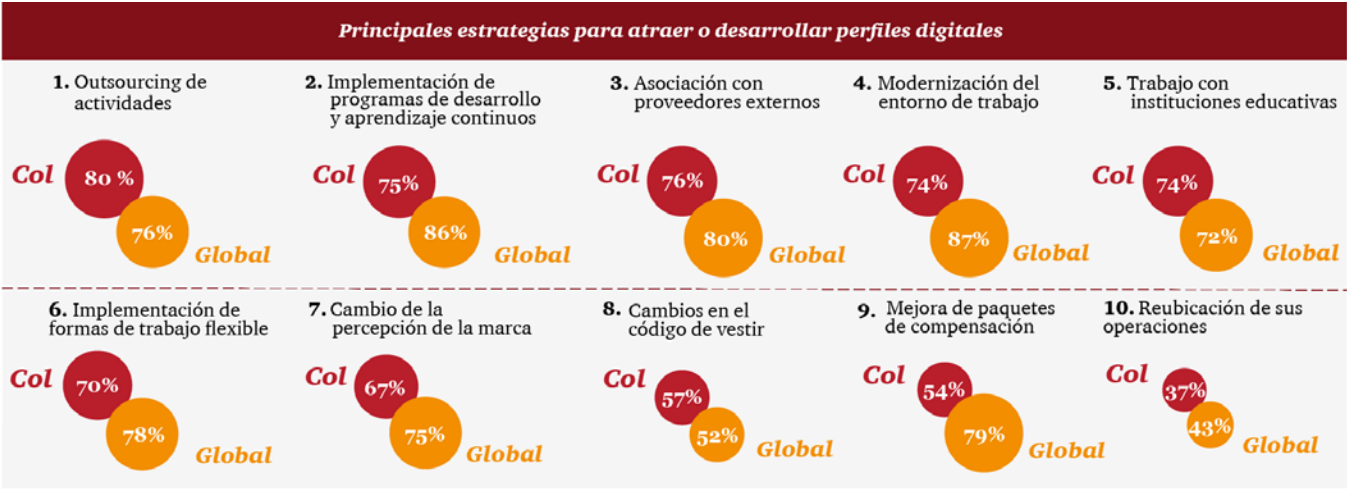 Principales estrategias para atraer o desarrollar perfiles digitales
1. Outsourcing de
actividades
Col
80 %
76%
Global
2. Implementación de
programas de desarrollo
y aprendizaje continuos
Col
75%
86%
Global
3. Asociación con
proveedores externos
Col
76%
80%
Global
4. Modernización del
entorno de trabajo
Col
74%
87%
Global
5. Trabajo con
instituciones educativas
Col
74%
72%
Global
6. Implementación de
formas de trabajo flexible
Col
70%
78%
Global
7. Cambio de la
percepción de la marca
Col
67%
75%
Global
8. Cambios en el
código de vestir
Col
57%
52%
Global
9. Mejora de paquetes
de compensación
Col
54%
79%
Global
10. Reubicación de sus
operaciones
Col
37%
43%
Global